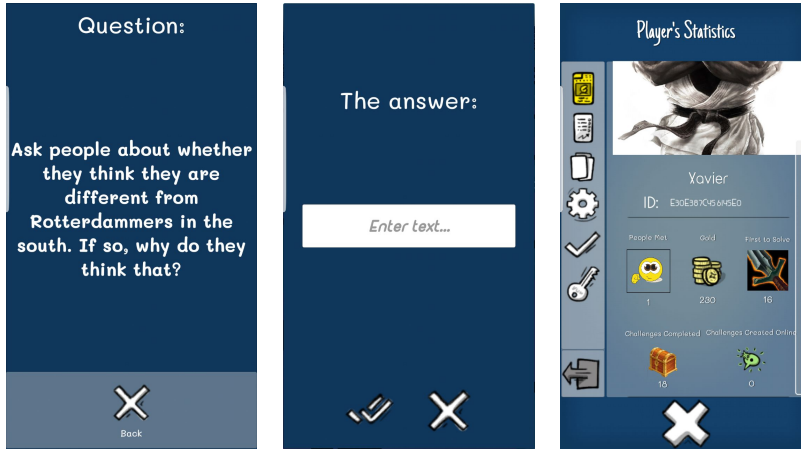 Question:
Ask people about whether
they think they are
different from
Rotterdammers in the
south. If so, why do they
think that?
Back
The answer:
Enter text...
Player's Statistics
Xavier
ID:
People Met
Gold
First to Solve
1
230
16
Challenges Completed
Challenges Created Online
18
0